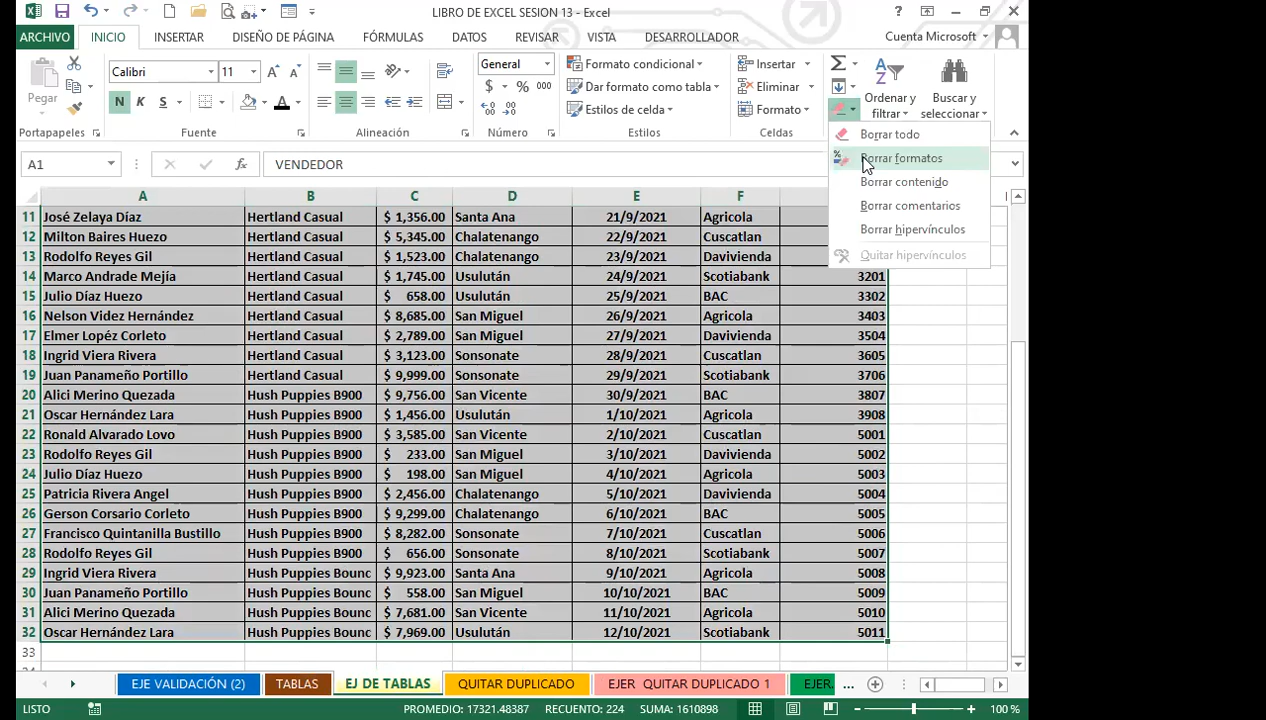 LIBRO DE EXCEL SESION 13 - Excel
?
ARCHIVO INICIO INSERTAR DISEÑO DE PÁGINA FÓRMULAS DATOS REVISAR VISTA DESARROLLADOR Cuenta Microsoft
Calibri 11 General Formato condicional Insertar Σ
Pegar N K S $ % 000 Dar formato como tabla Eliminar Ordenar y filtrar Buscar y seleccionar
Estilos de celda Formato
Portapapeles Fuente Alineación Número Estilos Celdas
Borrar todo
Borrar formatos
Borrar contenido
Borrar comentarios
Borrar hipervínculos
Quitar hipervínculos
A1 fx VENDEDOR
A B C D E F
11 José Zelaya Díaz Hertland Casual $ 1,356.00 Santa Ana 21/9/2021 Agricola
12 Milton Baires Huezo Hertland Casual $ 5,345.00 Chalatenango 22/9/2021 Cuscatlan
13 Rodolfo Reyes Gil Hertland Casual $ 1,523.00 Chalatenango 23/9/2021 Davivienda
14 Marco Andrade Mejía Hertland Casual $ 1,745.00 Usulután 24/9/2021 Scotiabank 3201
15 Julio Díaz Huezo Hertland Casual $ 658.00 Usulután 25/9/2021 BAC 3302
16 Nelson Videz Hernández Hertland Casual $ 8,685.00 San Miguel 26/9/2021 Agricola 3403
17 Elmer Lopéz Corleto Hertland Casual $ 2,789.00 San Miguel 27/9/2021 Davivienda 3504
18 Ingrid Viera Rivera Hertland Casual $ 3,123.00 Sonsonate 28/9/2021 Cuscatlan 3605
19 Juan Panameño Portillo Hertland Casual $ 9,999.00 Sonsonate 29/9/2021 Scotiabank 3706
20 Alici Merino Quezada Hush Puppies B900 $ 9,756.00 San Vicente 30/9/2021 BAC 3807
21 Oscar Hernández Lara Hush Puppies B900 $ 1,456.00 Usulután 1/10/2021 Agricola 3908
22 Ronald Alvarado Lovo Hush Puppies B900 $ 3,585.00 San Vicente 2/10/2021 Cuscatlan 5001
23 Rodolfo Reyes Gil Hush Puppies B900 $ 233.00 San Miguel 3/10/2021 Davivienda 5002
24 Julio Díaz Huezo Hush Puppies B900 $ 198.00 San Miguel 4/10/2021 Agricola 5003
25 Patricia Rivera Angel Hush Puppies B900 $ 2,456.00 Chalatenango 5/10/2021 Davivienda 5004
26 Gerson Corsario Corleto Hush Puppies B900 $ 9,299.00 Chalatenango 6/10/2021 BAC 5005
27 Francisco Quintanilla Bustillo Hush Puppies B900 $ 8,282.00 Sonsonate 7/10/2021 Cuscatlan 5006
28 Rodolfo Reyes Gil Hush Puppies B900 $ 656.00 Sonsonate 8/10/2021 Scotiabank 5007
29 Ingrid Viera Rivera Hush Puppies Bounc $ 9,923.00 Santa Ana 9/10/2021 Agricola 5008
30 Juan Panameño Portillo Hush Puppies Bounc $ 558.00 San Miguel 10/10/2021 BAC 5009
31 Alici Merino Quezada Hush Puppies Bounc $ 7,681.00 San Vicente 11/10/2021 Agricola 5010
32 Oscar Hernández Lara Hush Puppies Bounc $ 7,969.00 Usulután 12/10/2021 Scotiabank 5011
33
EJE VALIDACIÓN (2) TABLAS EJ DE TABLAS QUITAR DUPLICADO EJER QUITAR DUPLICADO 1 EJER. ...
LISTO PROMEDIO: 17321.48387 RECUENTO: 224 SUMA: 1610898 100 %